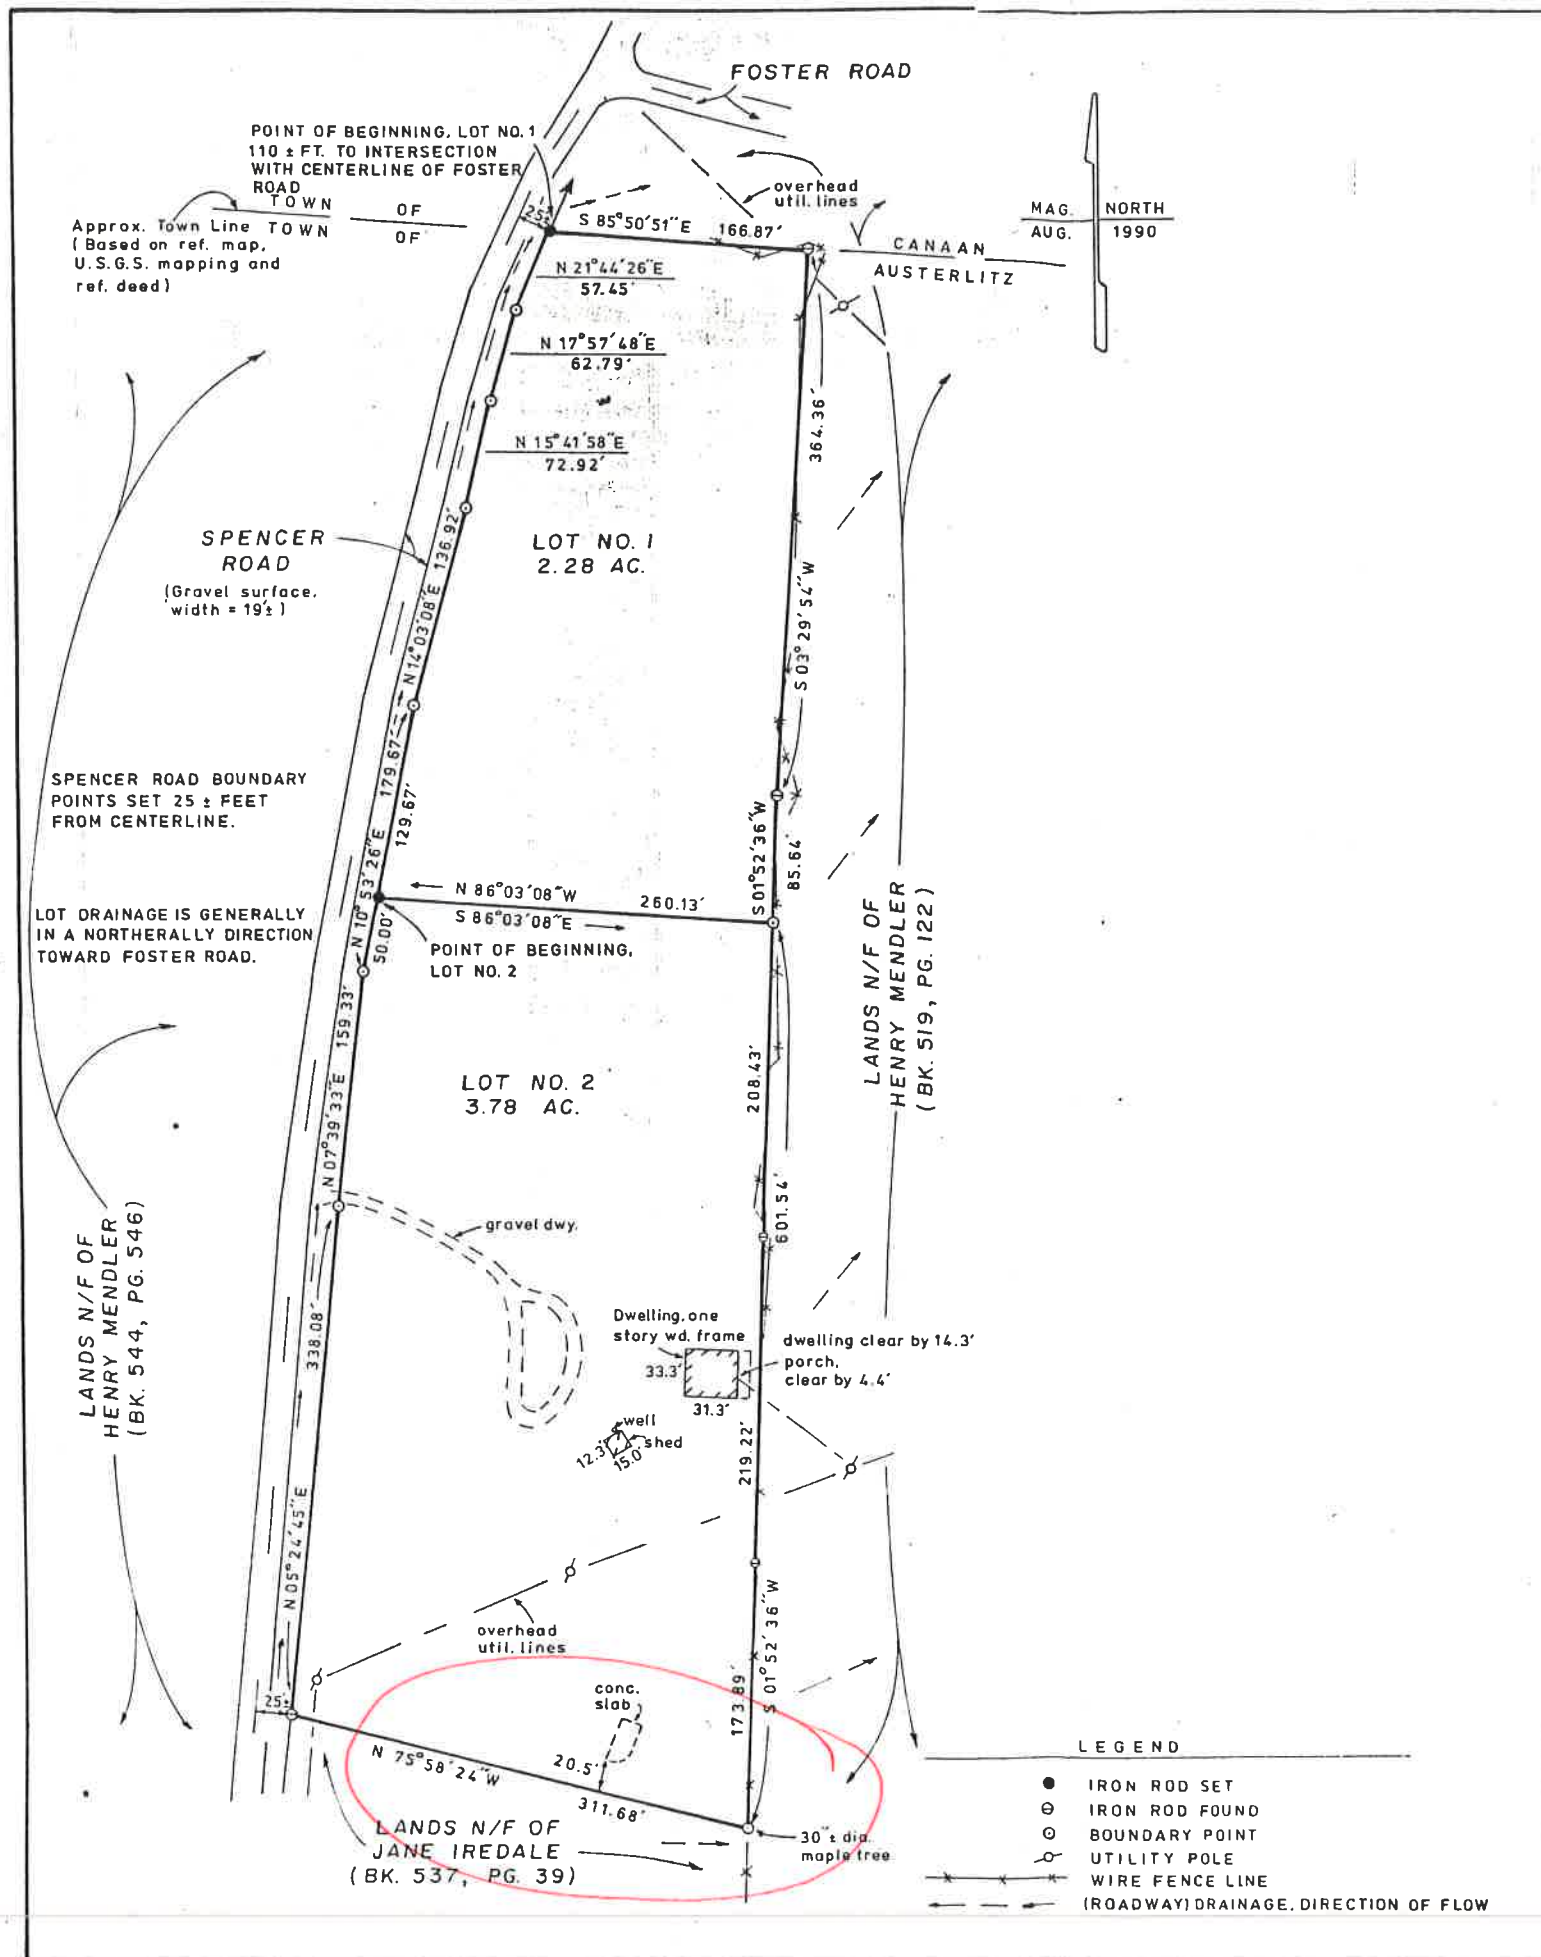 FOSTER ROAD
POINT OF BEGINNING, LOT NO. 1
110 ± FT. TO INTERSECTION
WITH CENTERLINE OF FOSTER
ROAD
TOWN OF CANAAN
TOWN OF AUSTERLITZ
Approx. Town Line
(Based on ref. map,
U.S.G.S. mapping and
ref. deed)
25'±
S 85°50'51"E 166.87'
overhead
util. lines
MAG. NORTH
AUG. 1990
N 21°44'26"E
57.45'
N 17°57'48"E
62.79'
N 15°41'58"E
72.92'
364.36'
SPENCER
ROAD
(Gravel surface,
width = 19'±)
N 14°03'08"E 136.92'
LOT NO. 1
2.28 AC.
S 03°29'54"W
SPENCER ROAD BOUNDARY
POINTS SET 25 ± FEET
FROM CENTERLINE.
N 10°53'26"E 179.67'
129.67'
S 01°52'36"W
85.64'
N 86°03'08"W 260.13'
S 86°03'08"E
LOT DRAINAGE IS GENERALLY
IN A NORTHERALLY DIRECTION
TOWARD FOSTER ROAD.
50.00'
POINT OF BEGINNING,
LOT NO. 2
LANDS N/F OF
HENRY MENDLER
(BK. 519, PG. 122)
N 07°39'33"E 159.33'
LOT NO. 2
3.78 AC.
208.43'
601.54'
LANDS N/F OF
HENRY MENDLER
(BK. 544, PG. 546)
gravel dwy.
338.08'
Dwelling, one
story wd. frame
33.3'
31.3'
dwelling clear by 14.3'
porch,
clear by 4.4'
well
shed
12.3'
15.0'
219.22'
N 05°24'45"E
overhead
util. lines
S 01°52'36"W
173.89'
conc.
slab
25'±
N 75°58'24"W
20.5'
311.68'
LANDS N/F OF
JANE IREDALE
(BK. 537, PG. 39)
30"± dia.
maple tree
LEGEND
IRON ROD SET
IRON ROD FOUND
BOUNDARY POINT
UTILITY POLE
WIRE FENCE LINE
(ROADWAY) DRAINAGE, DIRECTION OF FLOW